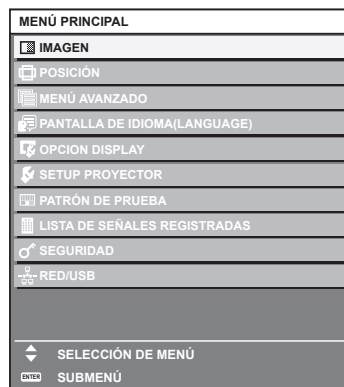 MENÚ PRINCIPAL
IMAGEN
POSICIÓN
MENÚ AVANZADO
PANTALLA DE IDIOMA(LANGUAGE)
OPCION DISPLAY
SETUP PROYECTOR
PATRÓN DE PRUEBA
LISTA DE SEÑALES REGISTRADAS
SEGURIDAD
RED/USB
SELECCIÓN DE MENÚ
ENTER SUBMENÚ